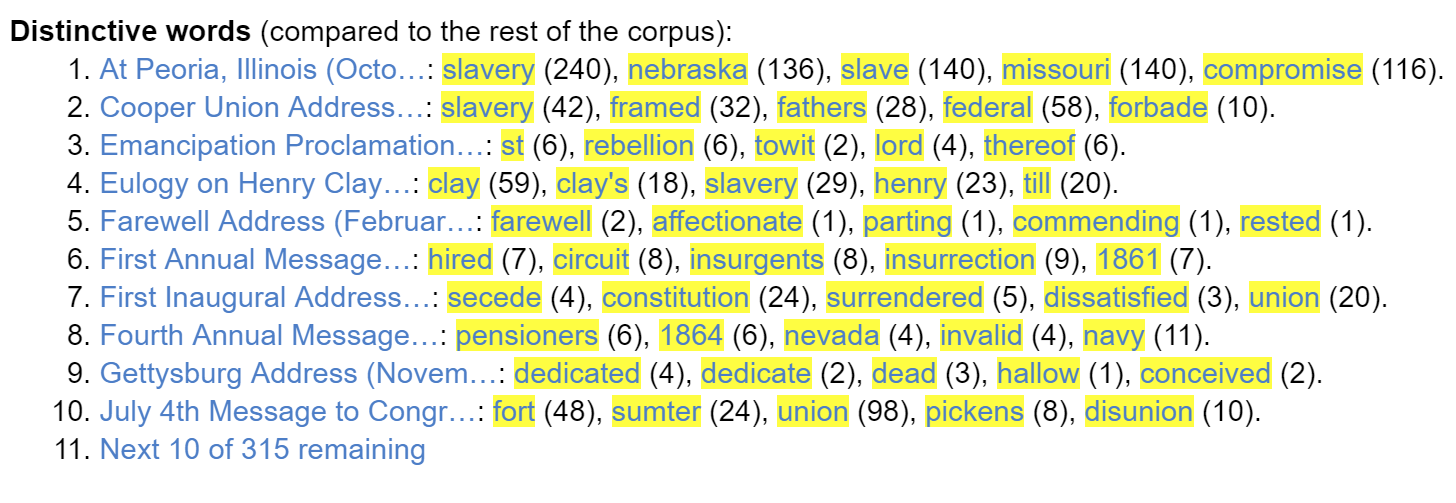 Distinctive words (compared to the rest of the corpus):
1. At Peoria, Illinois (Octo…: slavery (240), nebraska (136), slave (140), missouri (140), compromise (116).
2. Cooper Union Address…: slavery (42), framed (32), fathers (28), federal (58), forbade (10).
3. Emancipation Proclamation…: st (6), rebellion (6), towit (2), lord (4), thereof (6).
4. Eulogy on Henry Clay…: clay (59), clay's (18), slavery (29), henry (23), till (20).
5. Farewell Address (Februar…: farewell (2), affectionate (1), parting (1), commending (1), rested (1).
6. First Annual Message…: hired (7), circuit (8), insurgents (8), insurrection (9), 1861 (7).
7. First Inaugural Address…: secede (4), constitution (24), surrendered (5), dissatisfied (3), union (20).
8. Fourth Annual Message…: pensioners (6), 1864 (6), nevada (4), invalid (4), navy (11).
9. Gettysburg Address (Novem…: dedicated (4), dedicate (2), dead (3), hallow (1), conceived (2).
10. July 4th Message to Congr…: fort (48), sumter (24), union (98), pickens (8), disunion (10).
11. Next 10 of 315 remaining